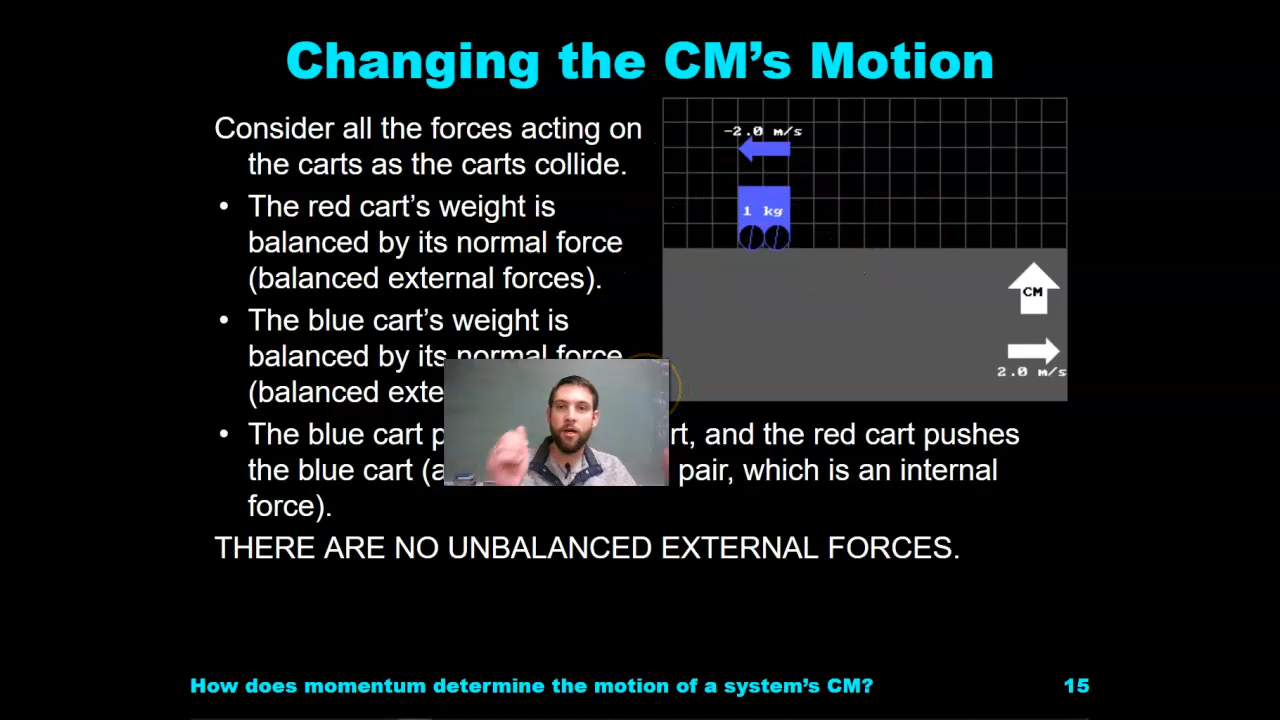 Changing the CM's Motion
Consider all the forces acting on
the carts as the carts collide.
• The red cart's weight is
balanced by its normal force
(balanced external forces).
• The blue cart's weight is
balanced by its normal force
(balanced exte
• The blue cart p rt, and the red cart pushes
the blue cart (a pair, which is an internal
force).
THERE ARE NO UNBALANCED EXTERNAL FORCES.
-2.0 m/s
1 kg
CM
2.0 m/s
How does momentum determine the motion of a system's CM? 15